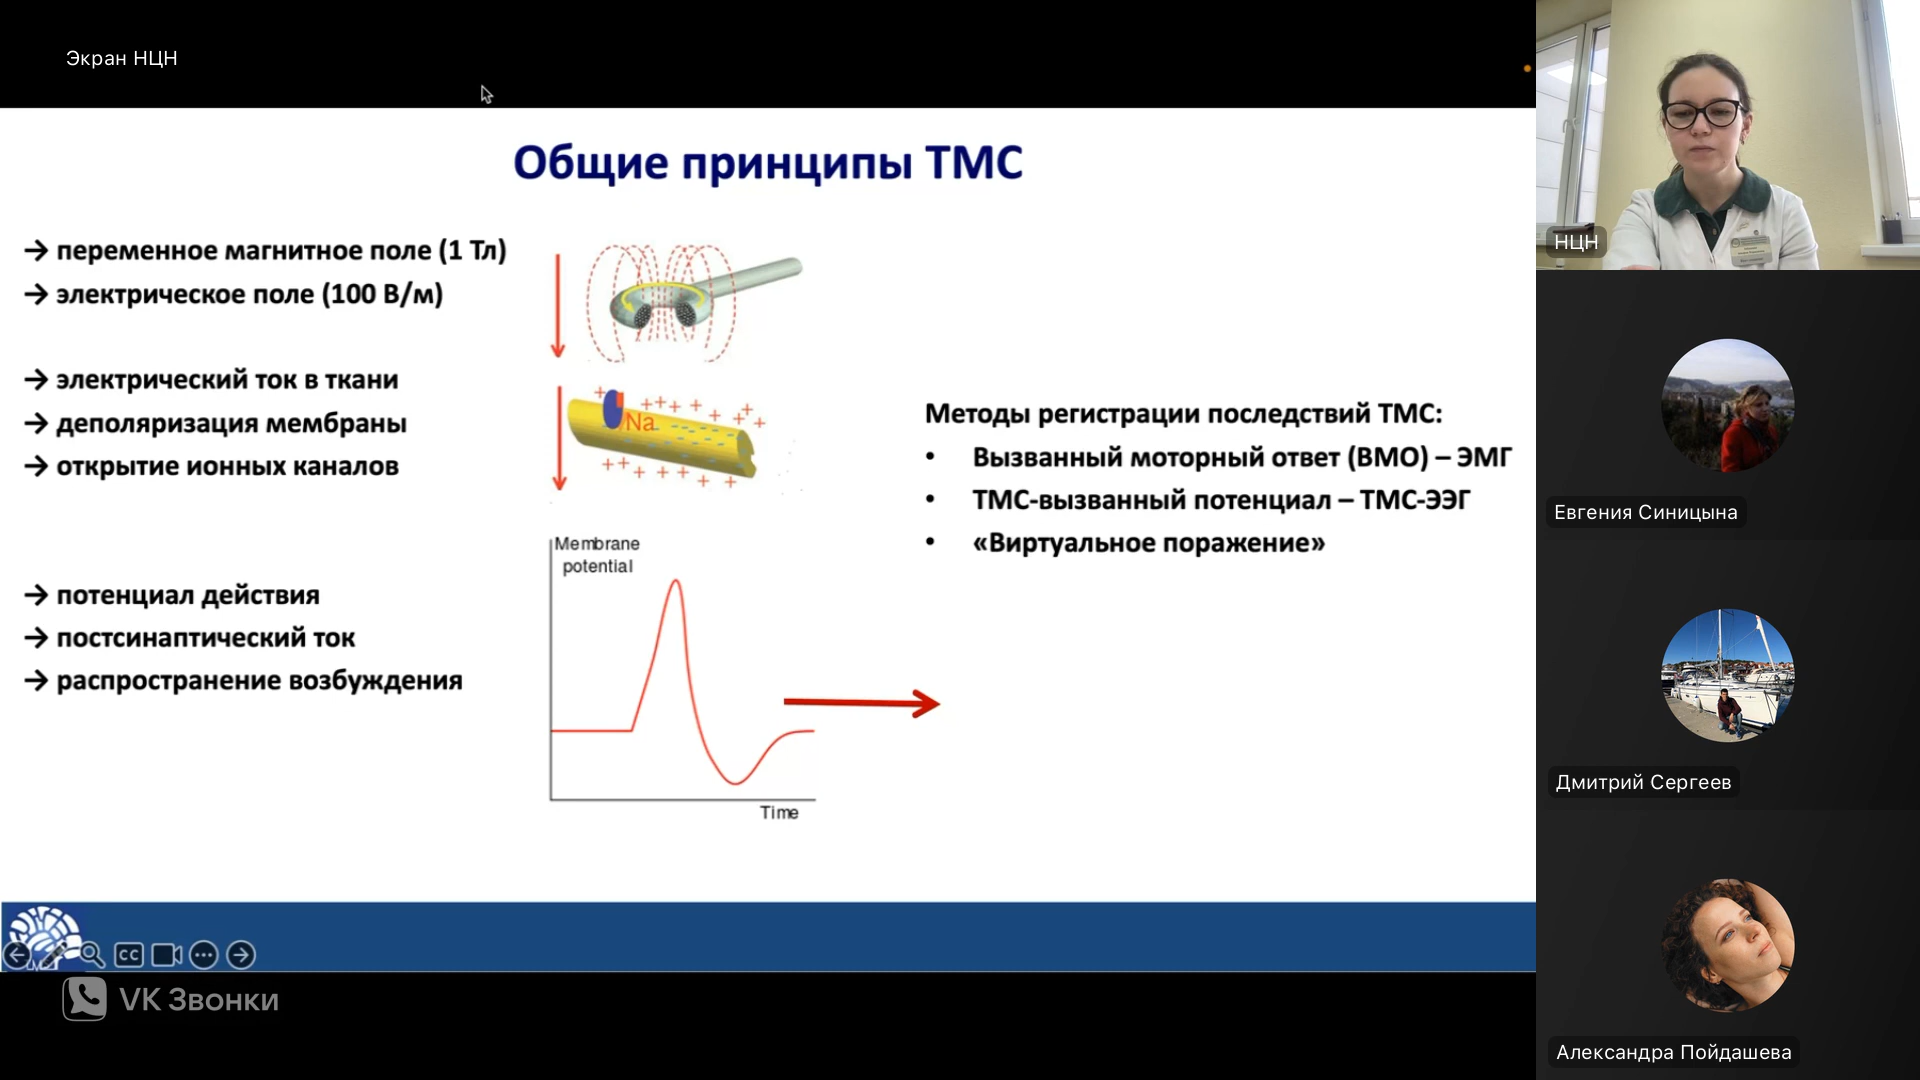 Экран НЦН
Общие принципы ТМС
→ переменное магнитное поле (1 Тл)
→ электрическое поле (100 В/м)
→ электрический ток в ткани
→ деполяризация мембраны
→ открытие ионных каналов
→ потенциал действия
→ постсинаптический ток
→ распространение возбуждения
Na
Membrane
potential
Time
Методы регистрации последствий ТМС:
• Вызванный моторный ответ (ВМО) – ЭМГ
• ТМС-вызванный потенциал – ТМС-ЭЭГ
• «Виртуальное поражение»
CC
VK Звонки
НЦН
Евгения Синицына
Дмитрий Сергеев
Александра Пойдашева